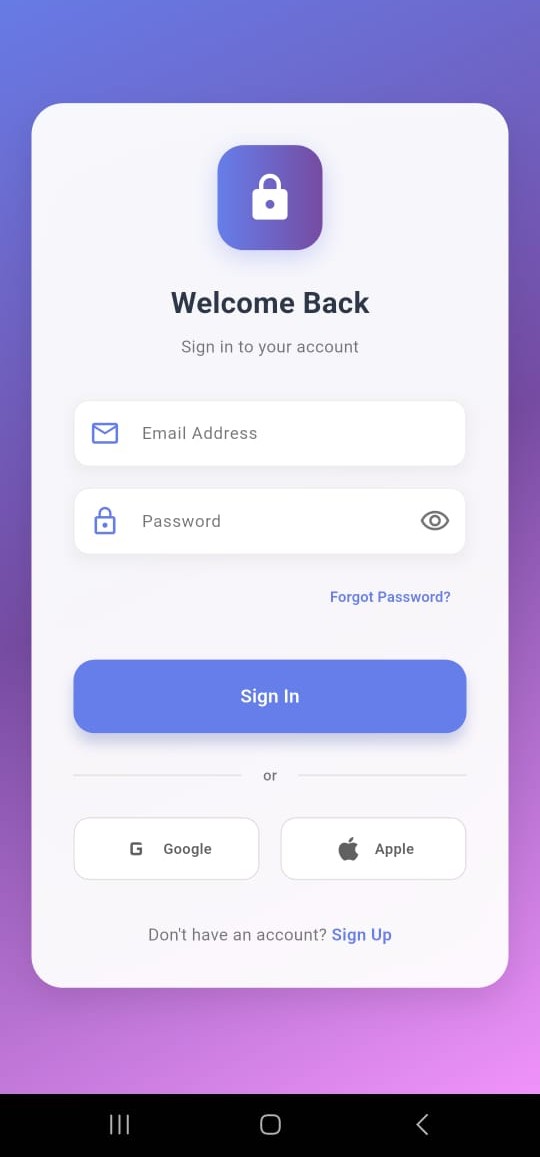 Welcome Back
Sign in to your account
Email Address
Password
Forgot Password?
Sign In
or
G Google
Apple
Don't have an account? Sign Up